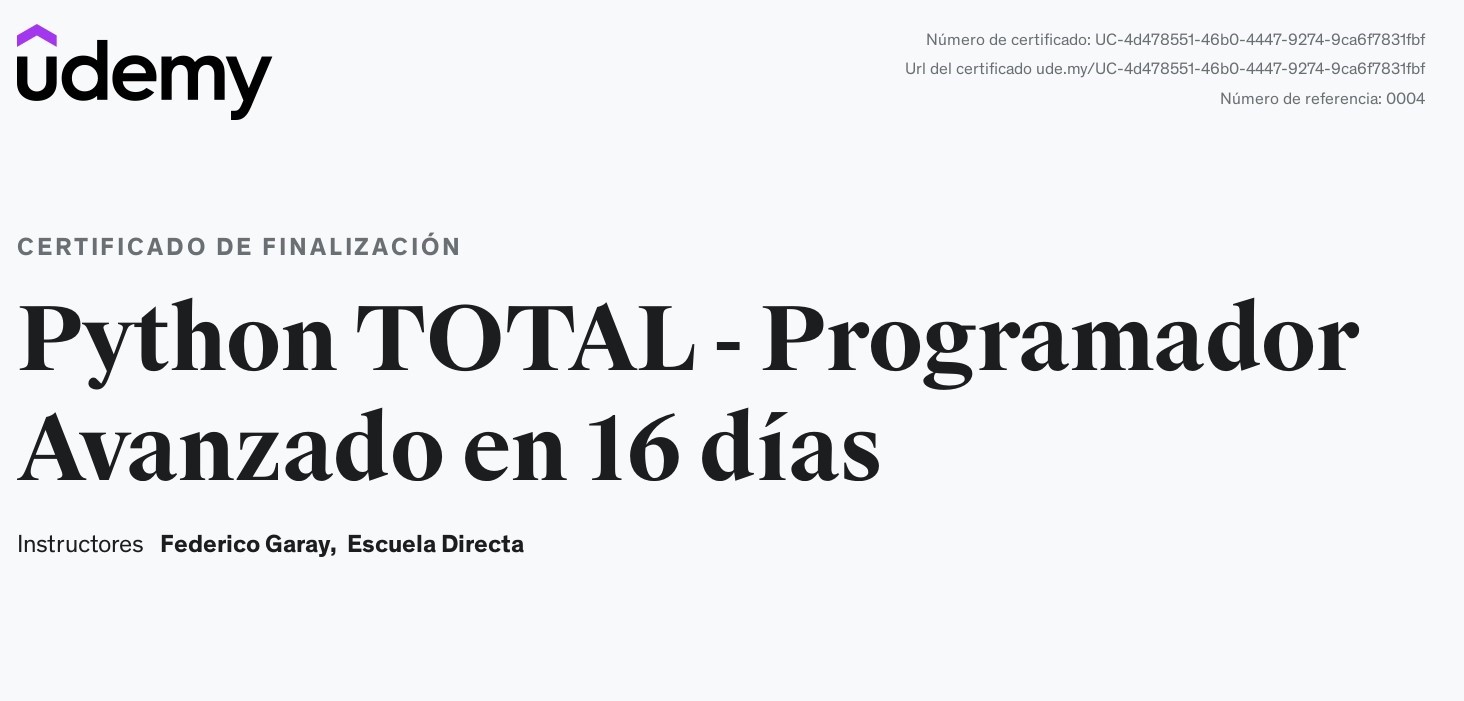 udemy
Número de certificado: UC-4d478551-46b0-4447-9274-9ca6f7831fbf
Url del certificado ude.my/UC-4d478551-46b0-4447-9274-9ca6f7831fbf
Número de referencia: 0004
CERTIFICADO DE FINALIZACIÓN
Python TOTAL - Programador
Avanzado en 16 días
Instructores Federico Garay, Escuela Directa